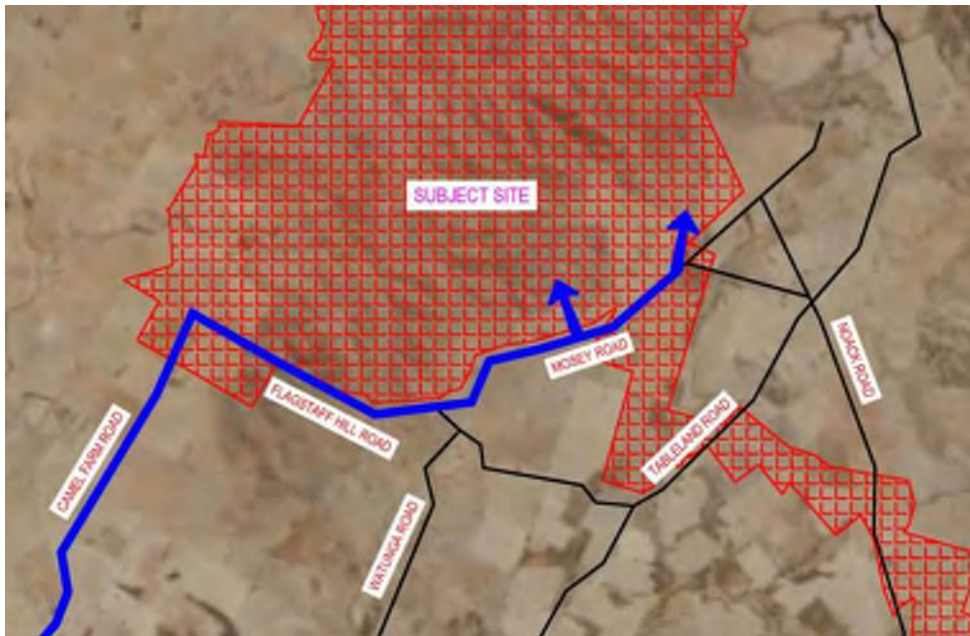 SUBJECT SITE
MOSEY ROAD
NOACK ROAD
FLAGSTAFF HILL ROAD
TABLELAND ROAD
CAMEL FARM ROAD
WATUNGA ROAD